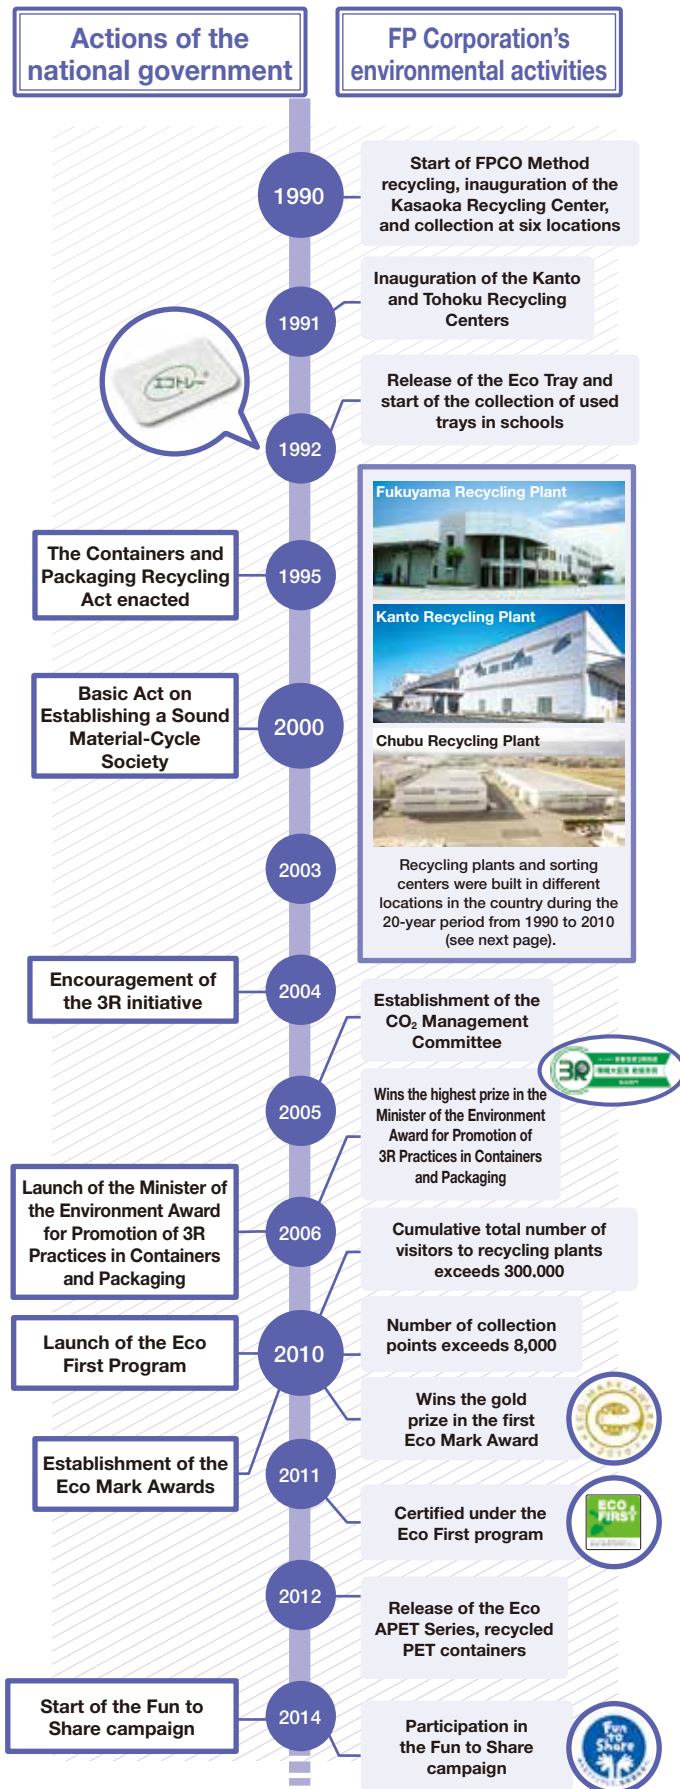 Actions of the
national government
FP Corporation's
environmental activities
1990
Start of FPCO Method
recycling, inauguration of the
Kasaoka Recycling Center,
and collection at six locations
1991
Inauguration of the Kanto
and Tohoku Recycling
Centers
エコトレー
1992
Release of the Eco Tray and
start of the collection of used
trays in schools
Fukuyama Recycling Plant
Kanto Recycling Plant
Chubu Recycling Plant
Recycling plants and sorting
centers were built in different
locations in the country during the
20-year period from 1990 to 2010
(see next page).
The Containers and
Packaging Recycling
Act enacted
1995
Basic Act on
Establishing a Sound
Material-Cycle
Society
2000
2003
Encouragement of
the 3R initiative
2004
Establishment of the
CO₂ Management
Committee
3R
2005
Wins the highest prize in the
Minister of the Environment
Award for Promotion of
3R Practices in Containers
and Packaging
Launch of the Minister of
the Environment Award
for Promotion of 3R
Practices in Containers
and Packaging
2006
Cumulative total number of
visitors to recycling plants
exceeds 300.000
Launch of the Eco
First Program
2010
Number of collection
points exceeds 8,000
Wins the gold
prize in the first
Eco Mark Award
ECO MARK AWARD
Establishment of the
Eco Mark Awards
2011
Certified under the
Eco First program
ECO
FIRST
2012
Release of the Eco
APET Series, recycled
PET containers
Start of the Fun to
Share campaign
2014
Participation in
the Fun to Share
campaign
Fun
to
Share